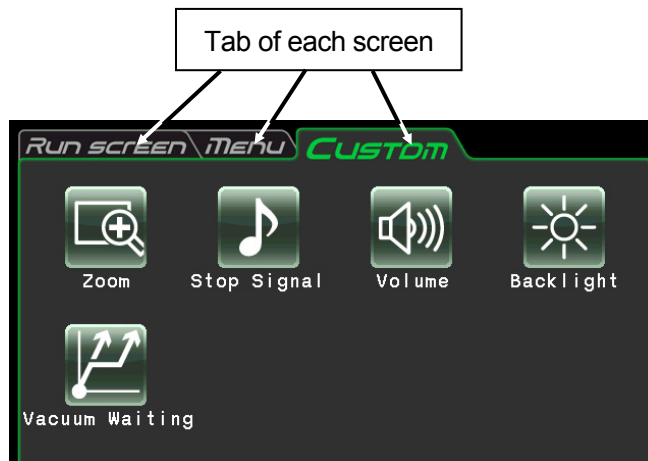 Tab of each screen
Run screen Menu Custom
Zoom Stop Signal Volume Backlight
Vacuum Waiting